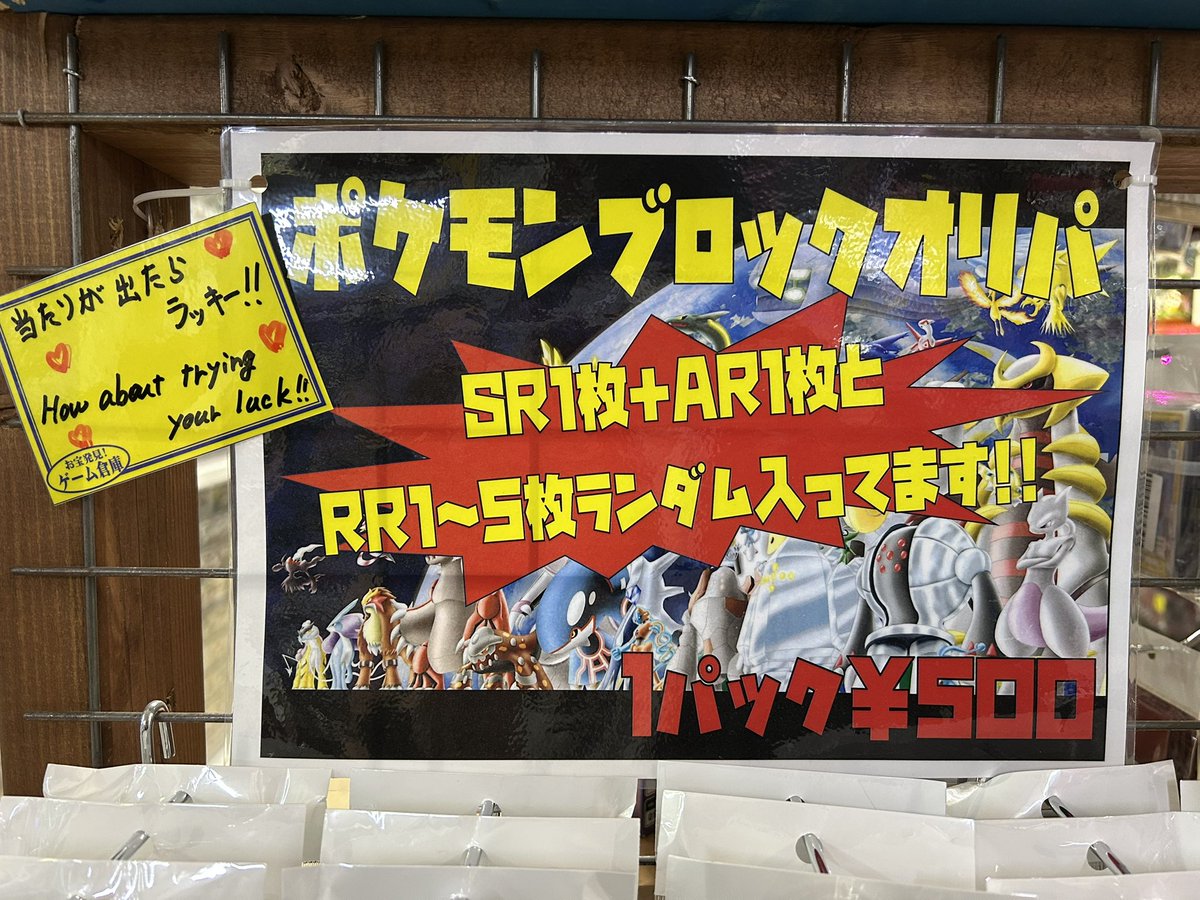 ポケモンブロックオリパ
SR1枚+AR1枚と
RR1~5枚ランダム入ってます!!
1パック¥500
当たりが出たら
ラッキー!!
How about trying
your luck!!
お宝発見!
ゲーム倉庫